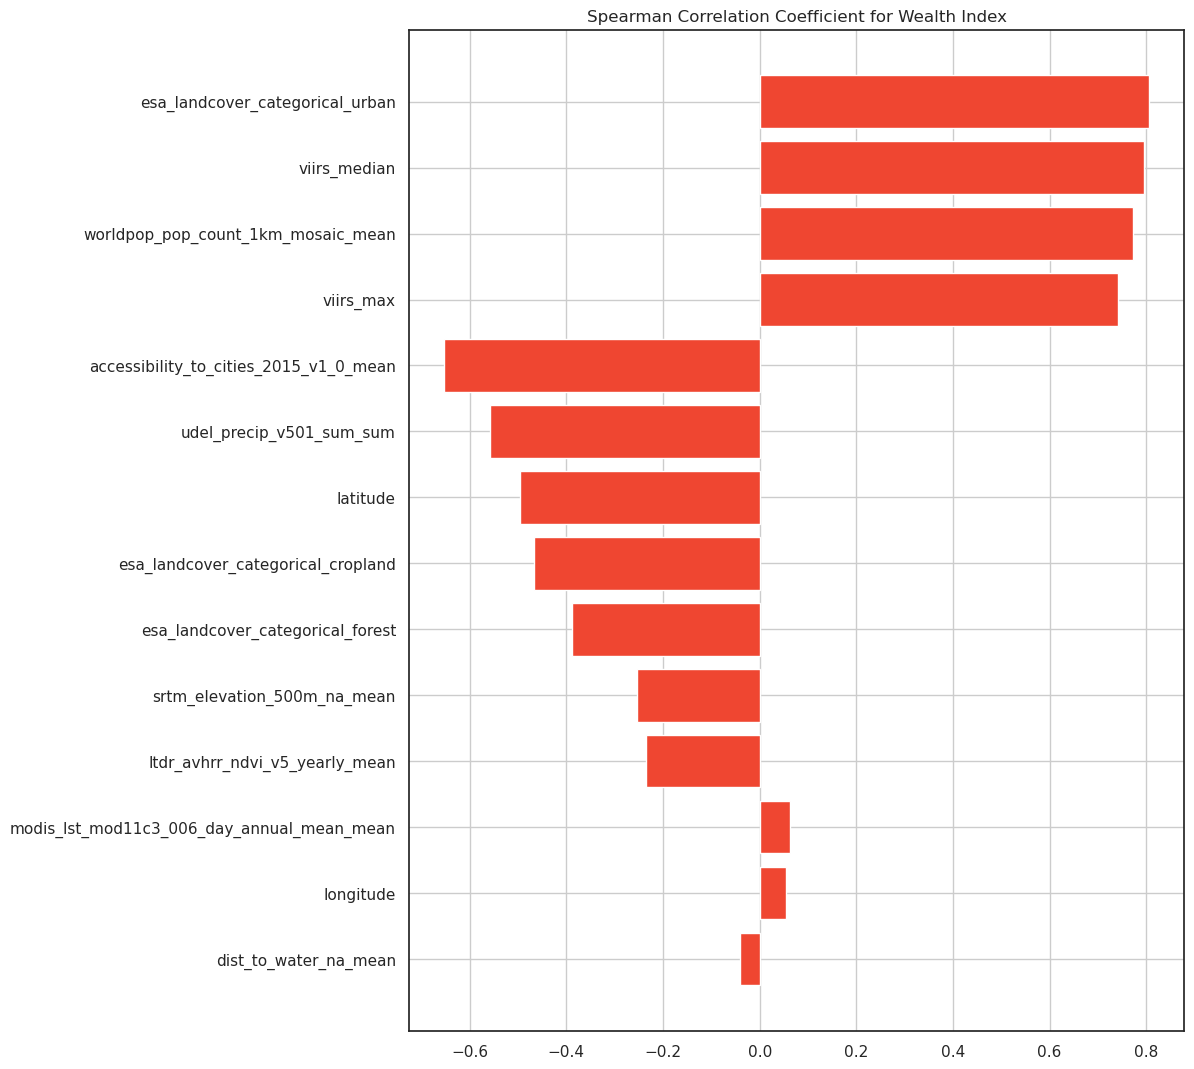 Spearman Correlation Coefficient for Wealth Index
esa_landcover_categorical_urban
viirs_median
worldpop_pop_count_1km_mosaic_mean
viirs_max
accessibility_to_cities_2015_v1_0_mean
udel_precip_v501_sum_sum
latitude
esa_landcover_categorical_cropland
esa_landcover_categorical_forest
srtm_elevation_500m_na_mean
ltdr_avhrr_ndvi_v5_yearly_mean
modis_lst_mod11c3_006_day_annual_mean_mean
longitude
dist_to_water_na_mean
−0.6 −0.4 −0.2 0.0 0.2 0.4 0.6 0.8